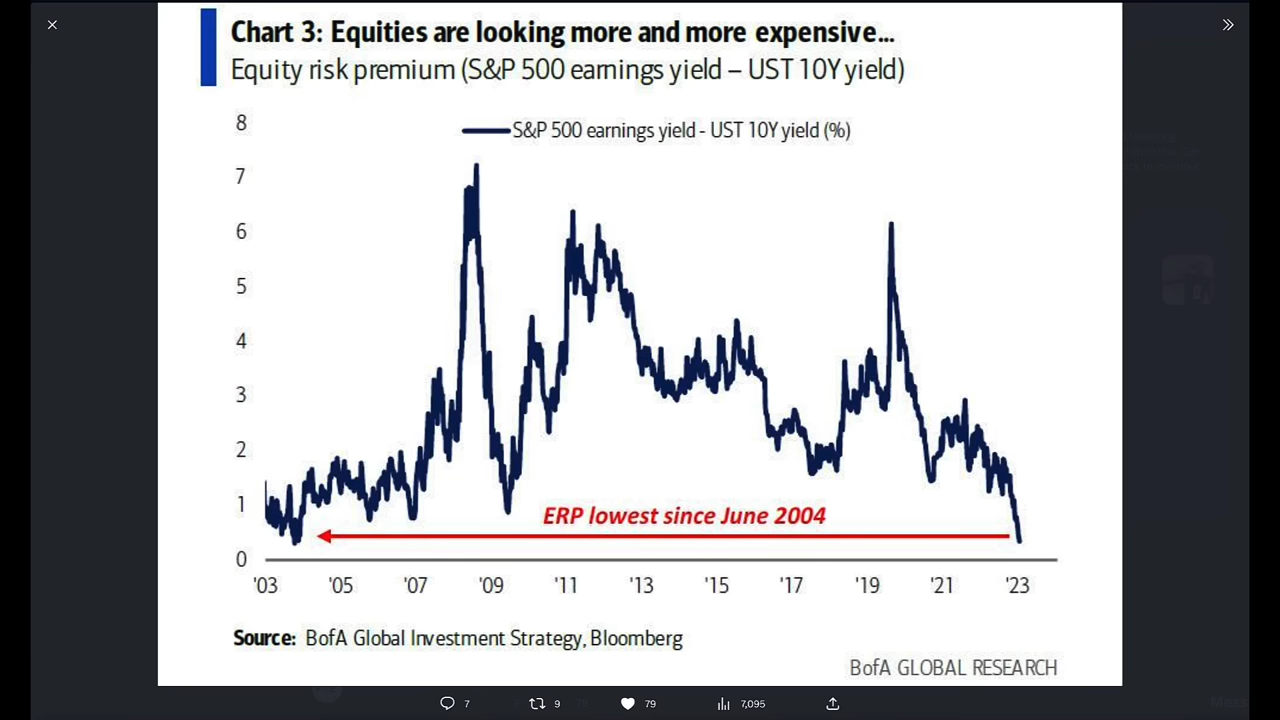 Chart 3: Equities are looking more and more expensive...
Equity risk premium (S&P 500 earnings yield – UST 10Y yield)
8
S&P 500 earnings yield - UST 10Y yield (%)
7
6
5
4
3
2
1
ERP lowest since June 2004
0
'03 '05 '07 '09 '11 '13 '15 '17 '19 '21 '23
Source: BofA Global Investment Strategy, Bloomberg
BofA GLOBAL RESEARCH
7 9 79 7,095